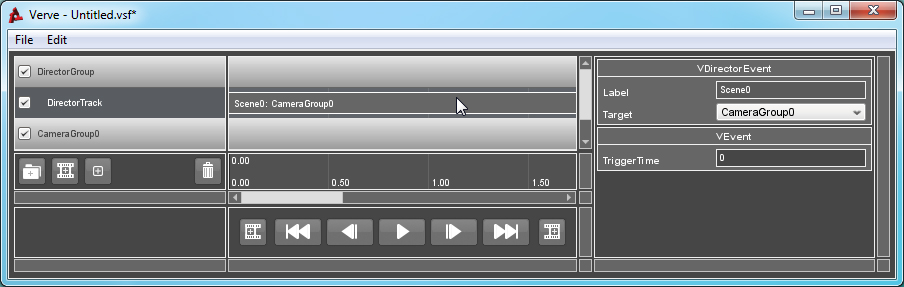 Verve - Untitled.vsf*
File Edit
DirectorGroup
DirectorTrack
Scene0: CameraGroup0
CameraGroup0
0.00
0.00 0.50 1.00 1.50
VDirectorEvent
Label Scene0
Target CameraGroup0
VEvent
TriggerTime 0